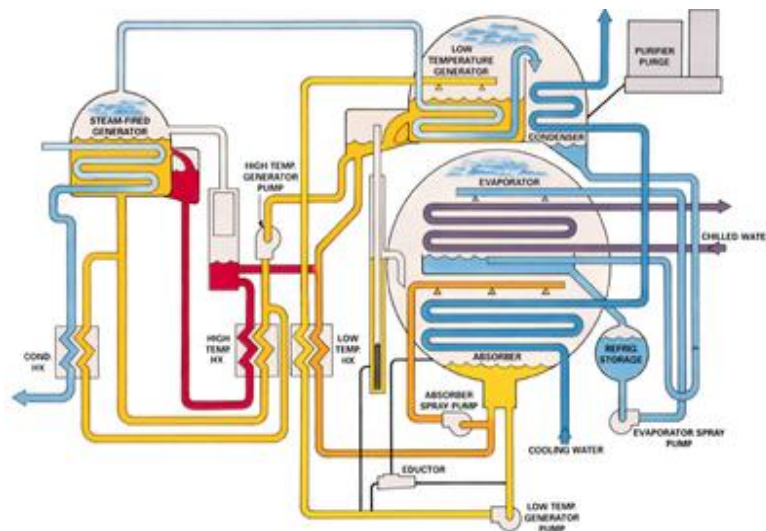 LOW
TEMPERATURE
GENERATOR
PURIFIER
PURGE
STEAM-FIRED
GENERATOR
CONDENSER
HIGH TEMP.
GENERATOR
PUMP
EVAPORATOR
CHILLED WATE
COND.
HX
HIGH
TEMP.
HX
LOW
TEMP.
HX
REFRIG.
STORAGE
ABSORBER
ABSORBER
SPRAY PUMP
COOLING WATER
EVAPORATOR SPRAY
PUMP
EDUCTOR
LOW TEMP.
GENERATOR
PUMP